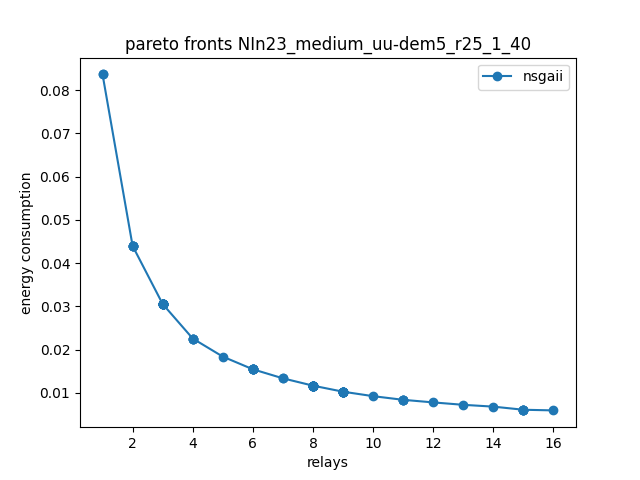 pareto fronts NIn23_medium_uu-dem5_r25_1_40
nsgaii
0.08
0.07
0.06
0.05
0.04
0.03
0.02
0.01
energy consumption
2 4 6 8 10 12 14 16
relays